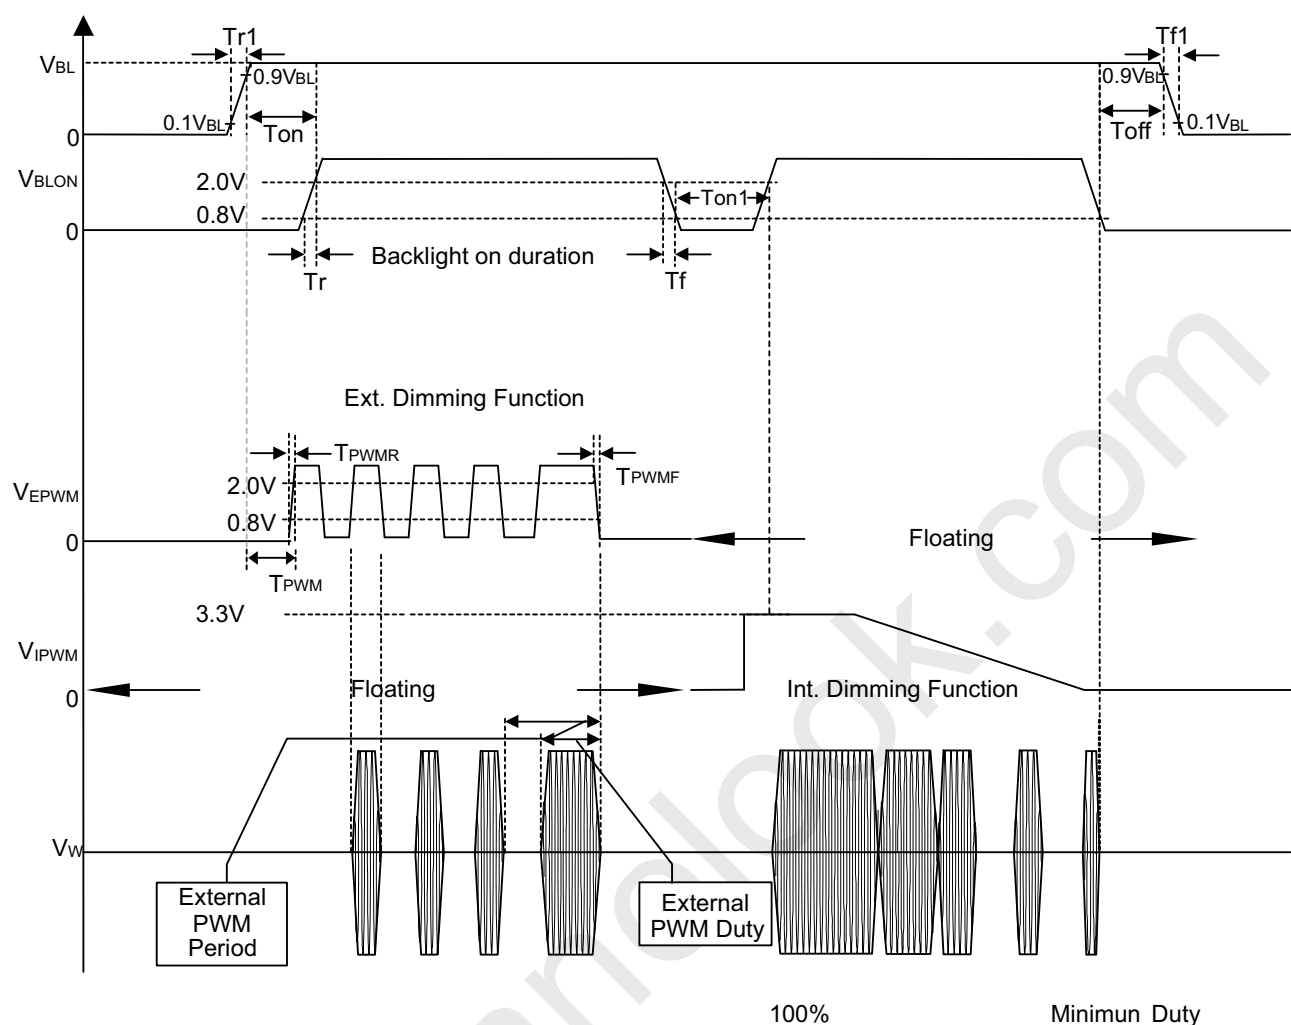 Tr1
Tf1
VBL
0.9VBL
0.9VBL
0.1VBL
Ton
Toff
0.1VBL
0
VBLON
2.0V
Ton1
0.8V
0
Backlight on duration
Tr
Tf
Ext. Dimming Function
TPWMR
TPWMF
VEPWM
2.0V
0.8V
0
Floating
TPWM
3.3V
VIPWM
0
Floating
Int. Dimming Function
VW
External
PWM
Period
External
PWM Duty
100%
Minimun Duty